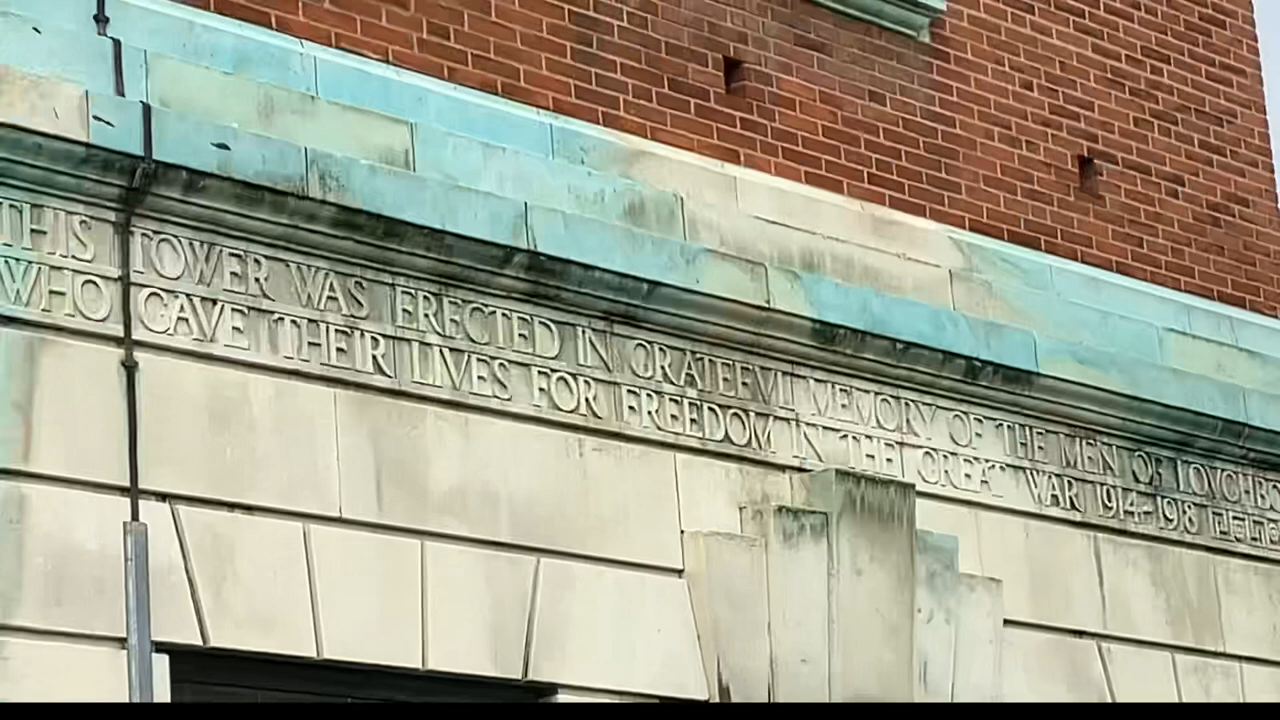 THIS TOWER WAS ERECTED IN GRATEFVL MEMORY OF THE MEN OF LOVGHBO
WHO GAVE THEIR LIVES FOR FREEDOM IN THE GREAT WAR 1914-1918